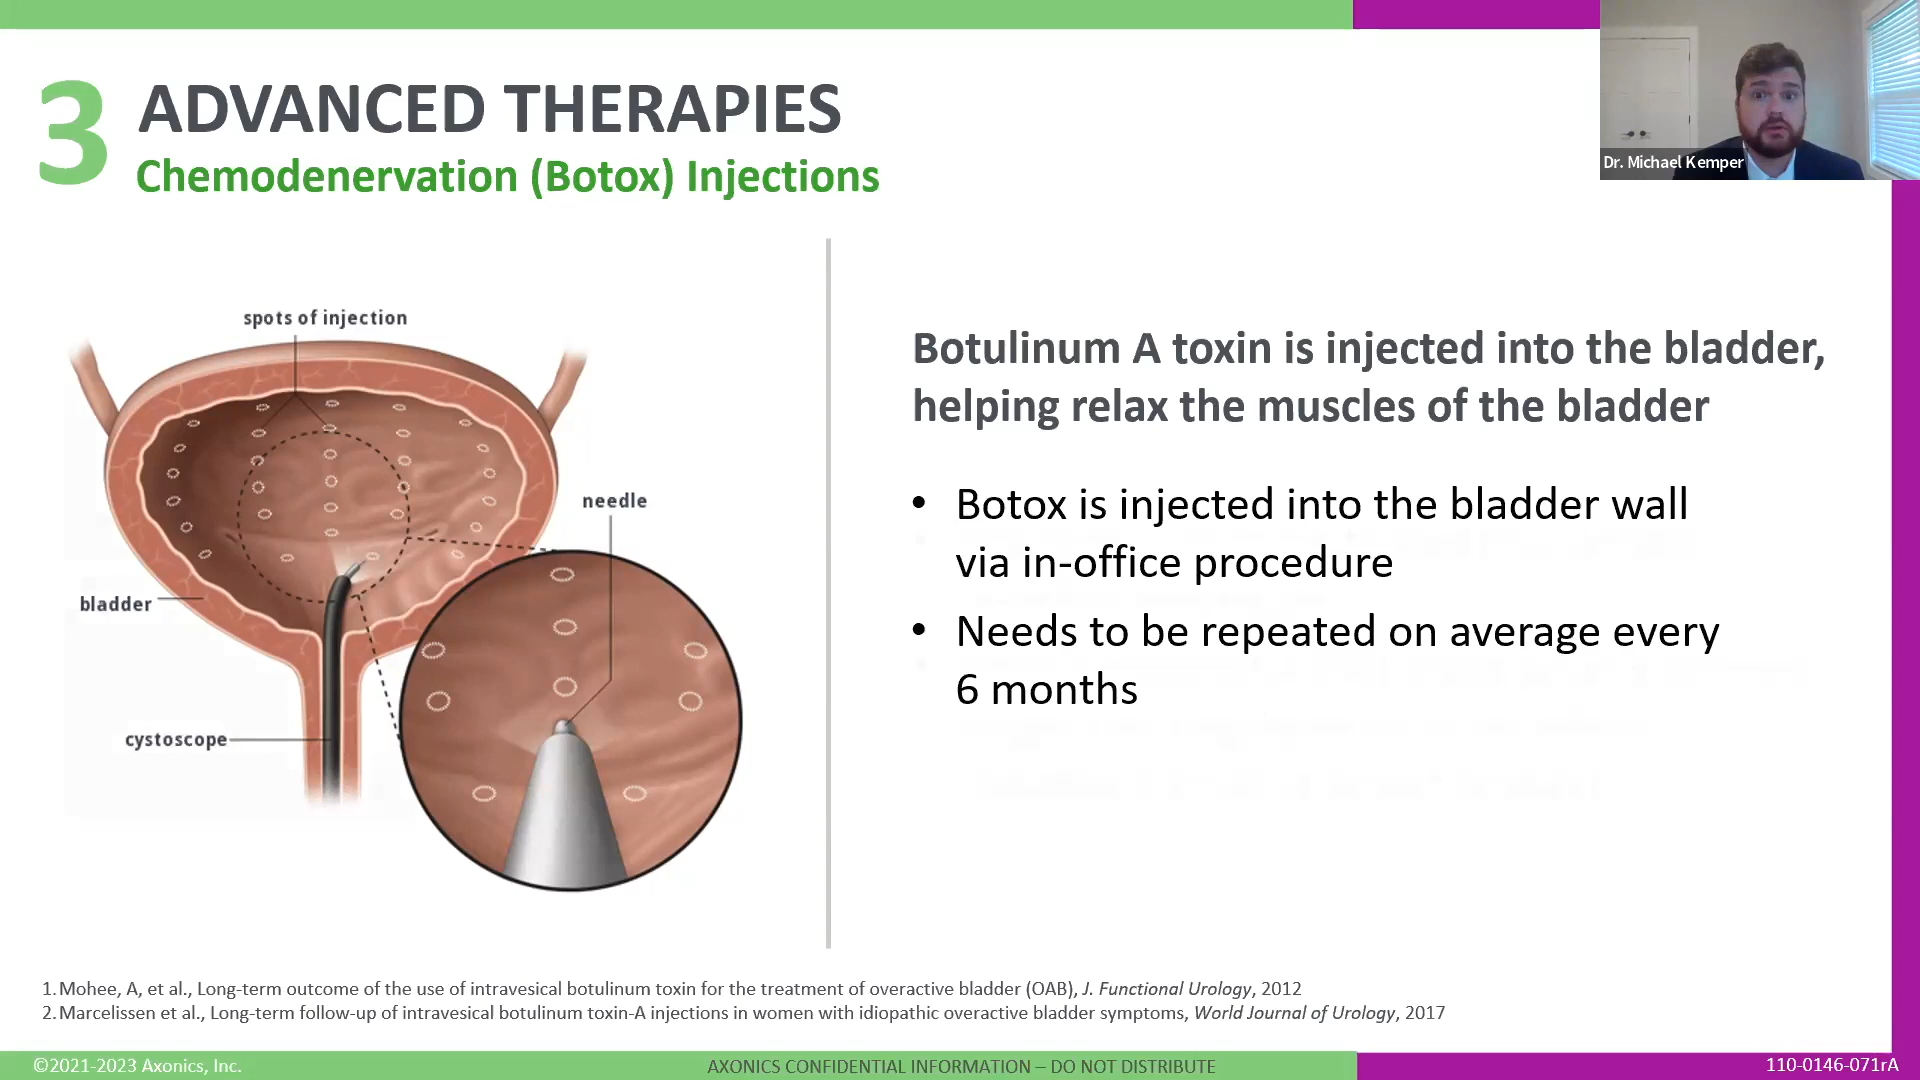 3
ADVANCED THERAPIES
Chemodenervation (Botox) Injections
Dr. Michael Kemper
spots of injection
needle
bladder
cystoscope
Botulinum A toxin is injected into the bladder,
helping relax the muscles of the bladder
• Botox is injected into the bladder wall
via in-office procedure
• Needs to be repeated on average every
6 months
1. Mohee, A, et al., Long-term outcome of the use of intravesical botulinum toxin for the treatment of overactive bladder (OAB), J. Functional Urology, 2012
2. Marcelissen et al., Long-term follow-up of intravesical botulinum toxin-A injections in women with idiopathic overactive bladder symptoms, World Journal of Urology, 2017
©2021-2023 Axonics, Inc.
AXONICS CONFIDENTIAL INFORMATION – DO NOT DISTRIBUTE
110-0146-071rA